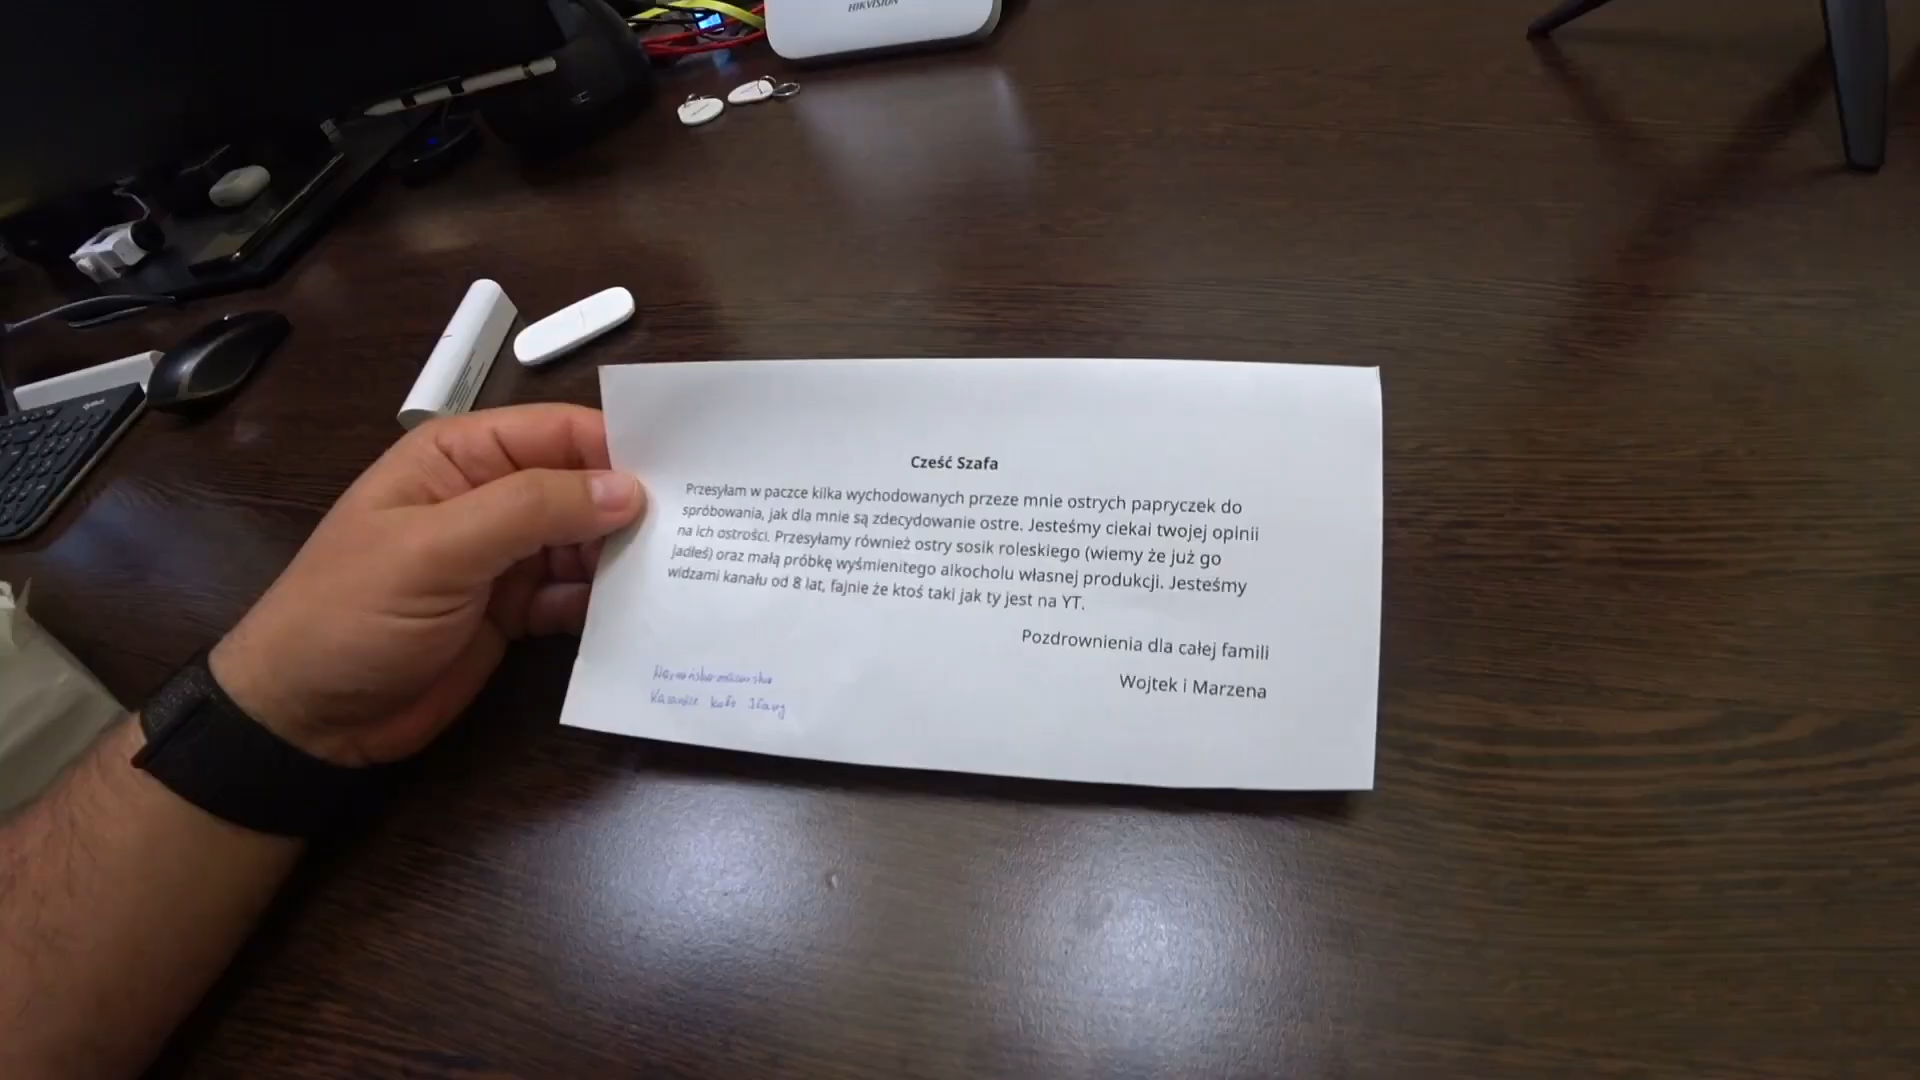 HIKVISION
Cześć Szafa
Przesyłam w paczce kilka wychodowanych przeze mnie ostrych papryczek do
spróbowania, jak dla mnie są zdecydowanie ostre. Jesteśmy ciekai twojej opinii
na ich ostrości. Przesyłamy również ostry sosik roleskiego (wiemy że już go
jadłeś) oraz małą próbkę wyśmienitego alkocholu własnej produkcji. Jesteśmy
widzami kanału od 8 lat, fajnie że ktoś taki jak ty jest na YT.
Pozdrownienia dla całej famili
Wojtek i Marzena
koło Iławy